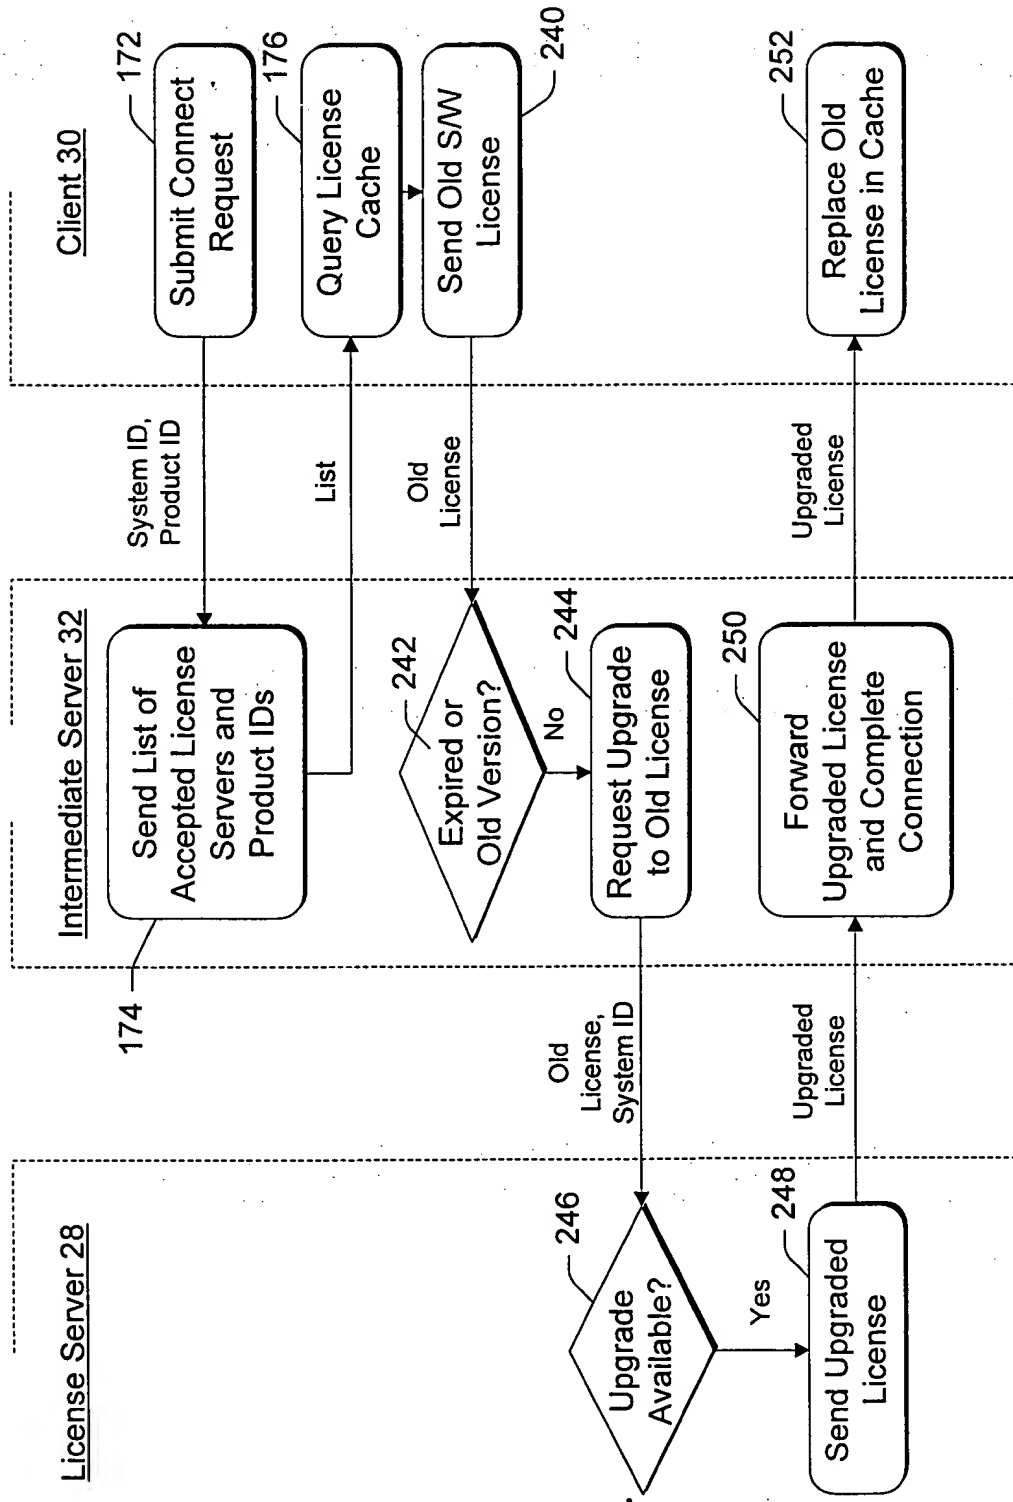 License Server 28
Intermediate Server 32
Client 30
Submit Connect
Request
172
System ID,
Product ID
Send List of
Accepted License
Servers and
Product IDs
174
List
Query License
Cache
176
Send Old S/W
License
240
Old
License
Expired or
Old Version?
242
No
Request Upgrade
to Old License
244
Old
License,
System ID
Upgrade
Available?
246
Yes
Send Upgraded
License
248
Upgraded
License
Forward
Upgraded License
and Complete
Connection
250
Upgraded
License
Replace Old
License in Cache
252